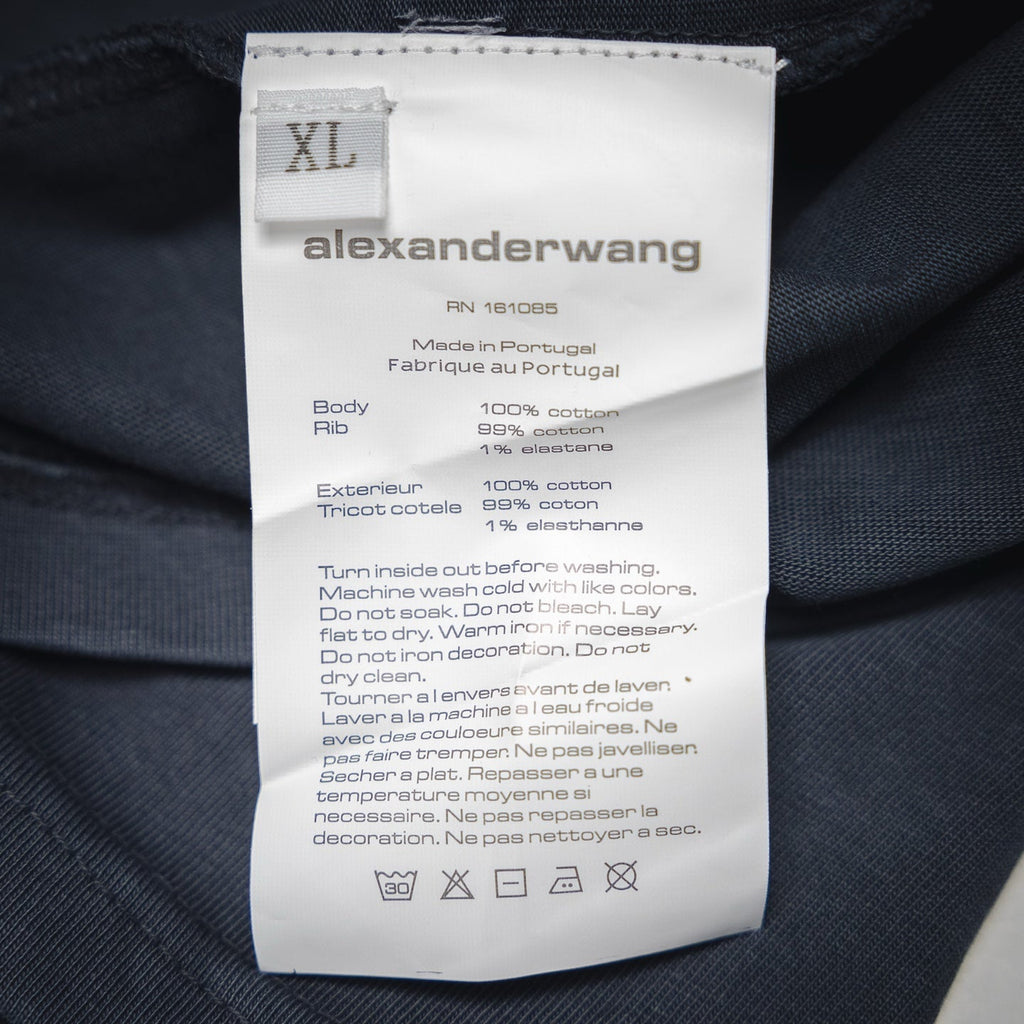 XL
alexanderwang
RN 161085
Made in Portugal
Fabrique au Portugal
Body 100% cotton
Rib 99% cotton
1% elastane
Exterieur 100% cotton
Tricot cotele 99% coton
1% elasthanne
Turn inside out before washing.
Machine wash cold with like colors.
Do not soak. Do not bleach. Lay
flat to dry. Warm iron if necessary.
Do not iron decoration. Do not
dry clean.
Tourner a l envers avant de laver.
Laver a la machine a l eau froide
avec des couloeure similaires. Ne
pas faire tremper. Ne pas javelliser.
Secher a plat. Repasser a une
temperature moyenne si
necessaire. Ne pas repasser la
decoration. Ne pas nettoyer a sec.
30